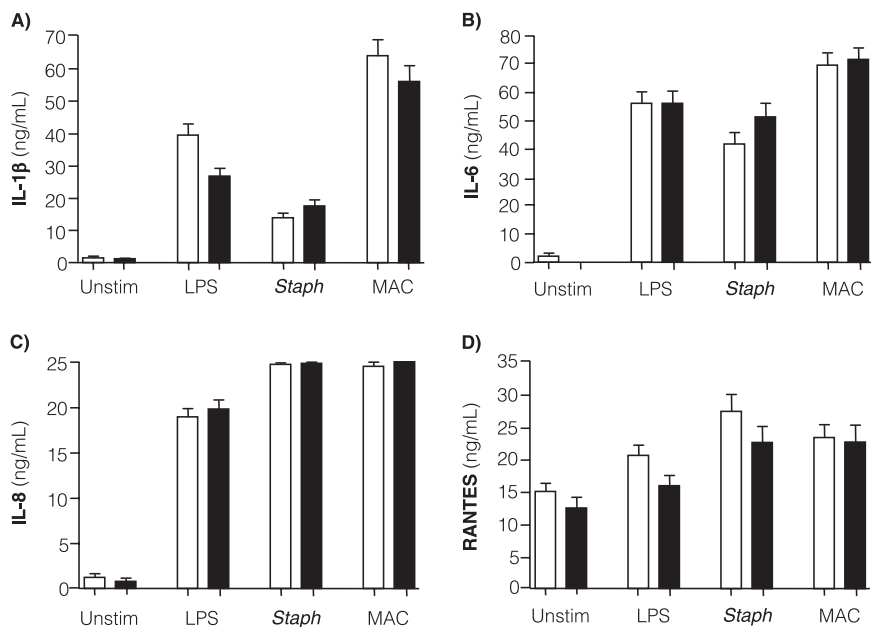 A)
IL-1β (ng/mL)
70
60
50
40
30
20
10
0
Unstim LPS Staph MAC
B)
IL-6 (ng/mL)
80
70
60
50
40
30
20
10
0
Unstim LPS Staph MAC
C)
IL-8 (ng/mL)
25
20
15
10
5
0
Unstim LPS Staph MAC
D)
RANTES (ng/mL)
35
30
25
20
15
10
5
0
Unstim LPS Staph MAC